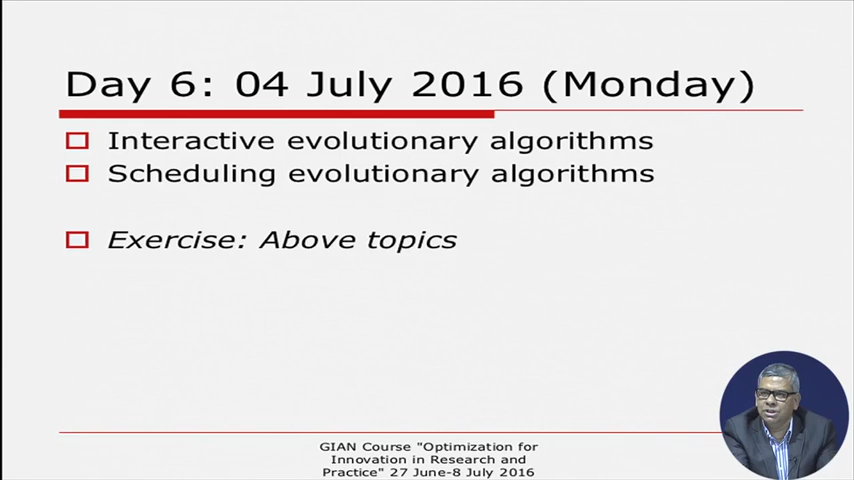 Day 6: 04 July 2016 (Monday)
Interactive evolutionary algorithms
Scheduling evolutionary algorithms
Exercise: Above topics
GIAN Course "Optimization for
Innovation in Research and
Practice" 27 June-8 July 2016